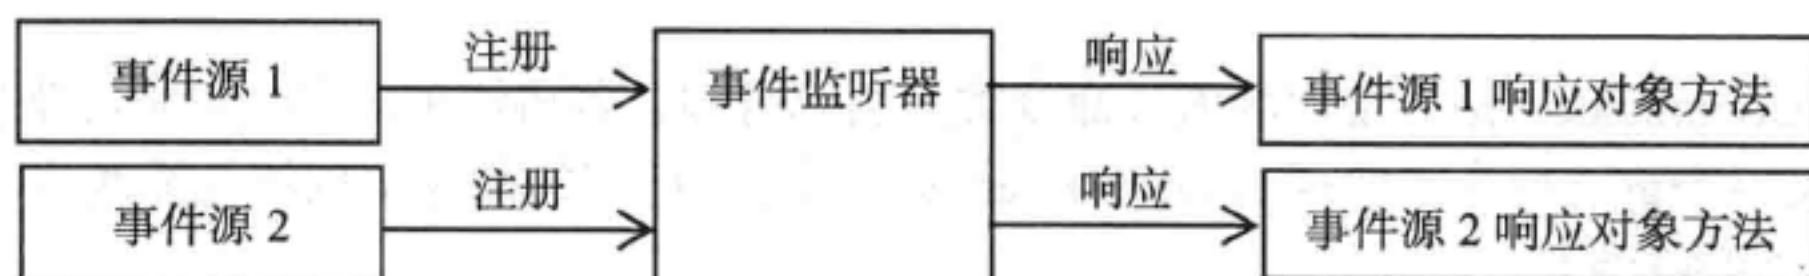 事件源 1
注册
事件监听器
响应
事件源 1 响应对象方法
事件源 2
注册
响应
事件源 2 响应对象方法